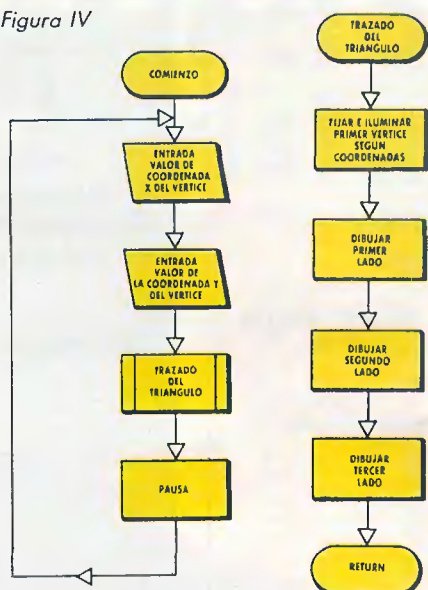 Figura IV
COMIENZO
ENTRADA
VALOR DE
COORDENADA
X DEL VERTICE
ENTRADA
VALOR DE
LA COORDENADA Y
DEL VERTICE
TRAZADO
DEL
TRIANGULO
PAUSA
TRAZADO
DEL
TRIANGULO
FIJAR E ILUMINAR
PRIMER VERTICE
SEGUN
COORDENADAS
DIBUJAR
PRIMER
LADO
DIBUJAR
SEGUNDO
LADO
DIBUJAR
TERCER
LADO
RETURN